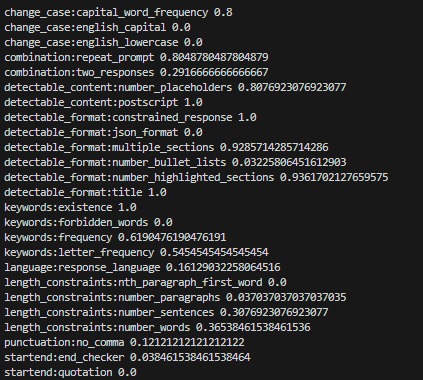 change_case:capital_word_frequency 0.8
change_case:english_capital 0.0
change_case:english_lowercase 0.0
combination:repeat_prompt 0.8048780487804879
combination:two_responses 0.2916666666666667
detectable_content:number_placeholders 0.8076923076923077
detectable_content:postscript 1.0
detectable_format:constrained_response 1.0
detectable_format:json_format 0.0
detectable_format:multiple_sections 0.9285714285714286
detectable_format:number_bullet_lists 0.03225806451612903
detectable_format:number_highlighted_sections 0.9361702127659575
detectable_format:title 1.0
keywords:existence 1.0
keywords:forbidden_words 0.0
keywords:frequency 0.6190476190476191
keywords:letter_frequency 0.5454545454545454
language:response_language 0.16129032258064516
length_constraints:nth_paragraph_first_word 0.0
length_constraints:number_paragraphs 0.037037037037037035
length_constraints:number_sentences 0.3076923076923077
length_constraints:number_words 0.36538461538461536
punctuation:no_comma 0.12121212121212122
startend:end_checker 0.038461538461538464
startend:quotation 0.0